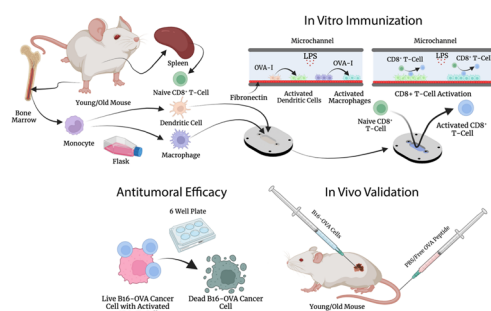 In Vitro Immunization
Microchannel
Microchannel
Spleen
LPS
OVA-I
OVA-I
LPS
CD8⁺ T-Cell
CD8⁺ T-Cell
Naive CD8⁺ T-Cell
Fibronectin
Activated
Dendritic Cells
Activated
Macrophages
CD8+ T-Cell Activation
Bone
Marrow
Young/Old Mouse
Dendritic Cell
Naive CD8⁺
T-Cell
Activated CD8⁺
T-Cell
Monocyte
Macrophage
Flask
Antitumoral Efficacy
In Vivo Validation
6 Well Plate
B16-OVA Cells
PBS/Free OVA Peptide
Live B16-OVA Cancer
Cell with Activated
Dead B16-OVA Cancer
Cell
Young/Old Mouse